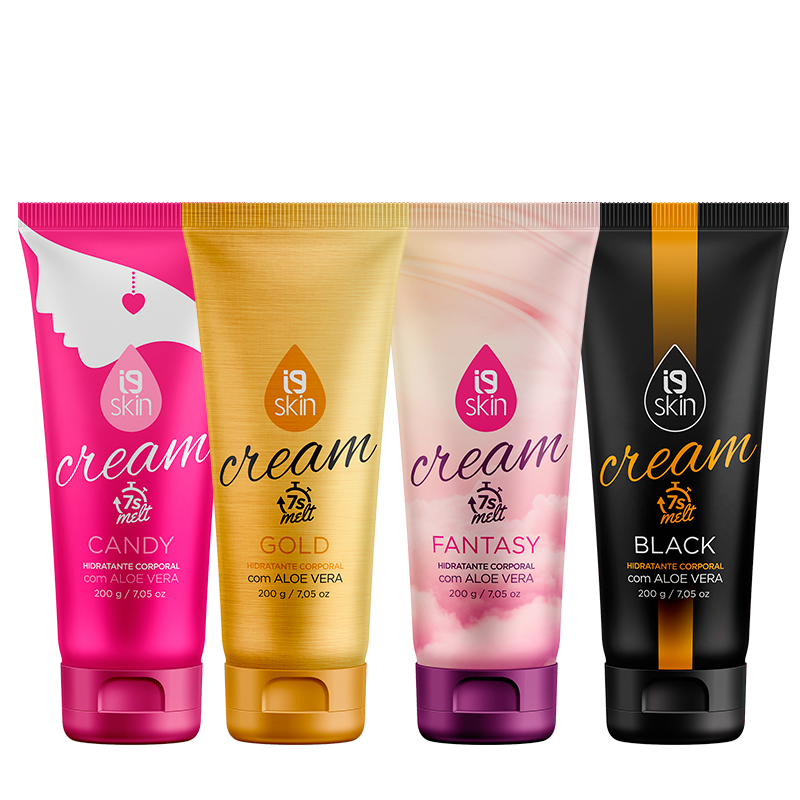 i9
skin
cream
7s
melt
CANDY
HIDRATANTE CORPORAL
com ALOE VERA
200 g / 7,05 oz
i9
skin
cream
7s
melt
GOLD
HIDRATANTE CORPORAL
com ALOE VERA
200 g / 7,05 oz
i9
skin
cream
7s
melt
FANTASY
HIDRATANTE CORPORAL
com ALOE VERA
200 g / 7,05 oz
i9
skin
cream
7s
melt
BLACK
HIDRATANTE CORPORAL
com ALOE VERA
200 g / 7,05 oz